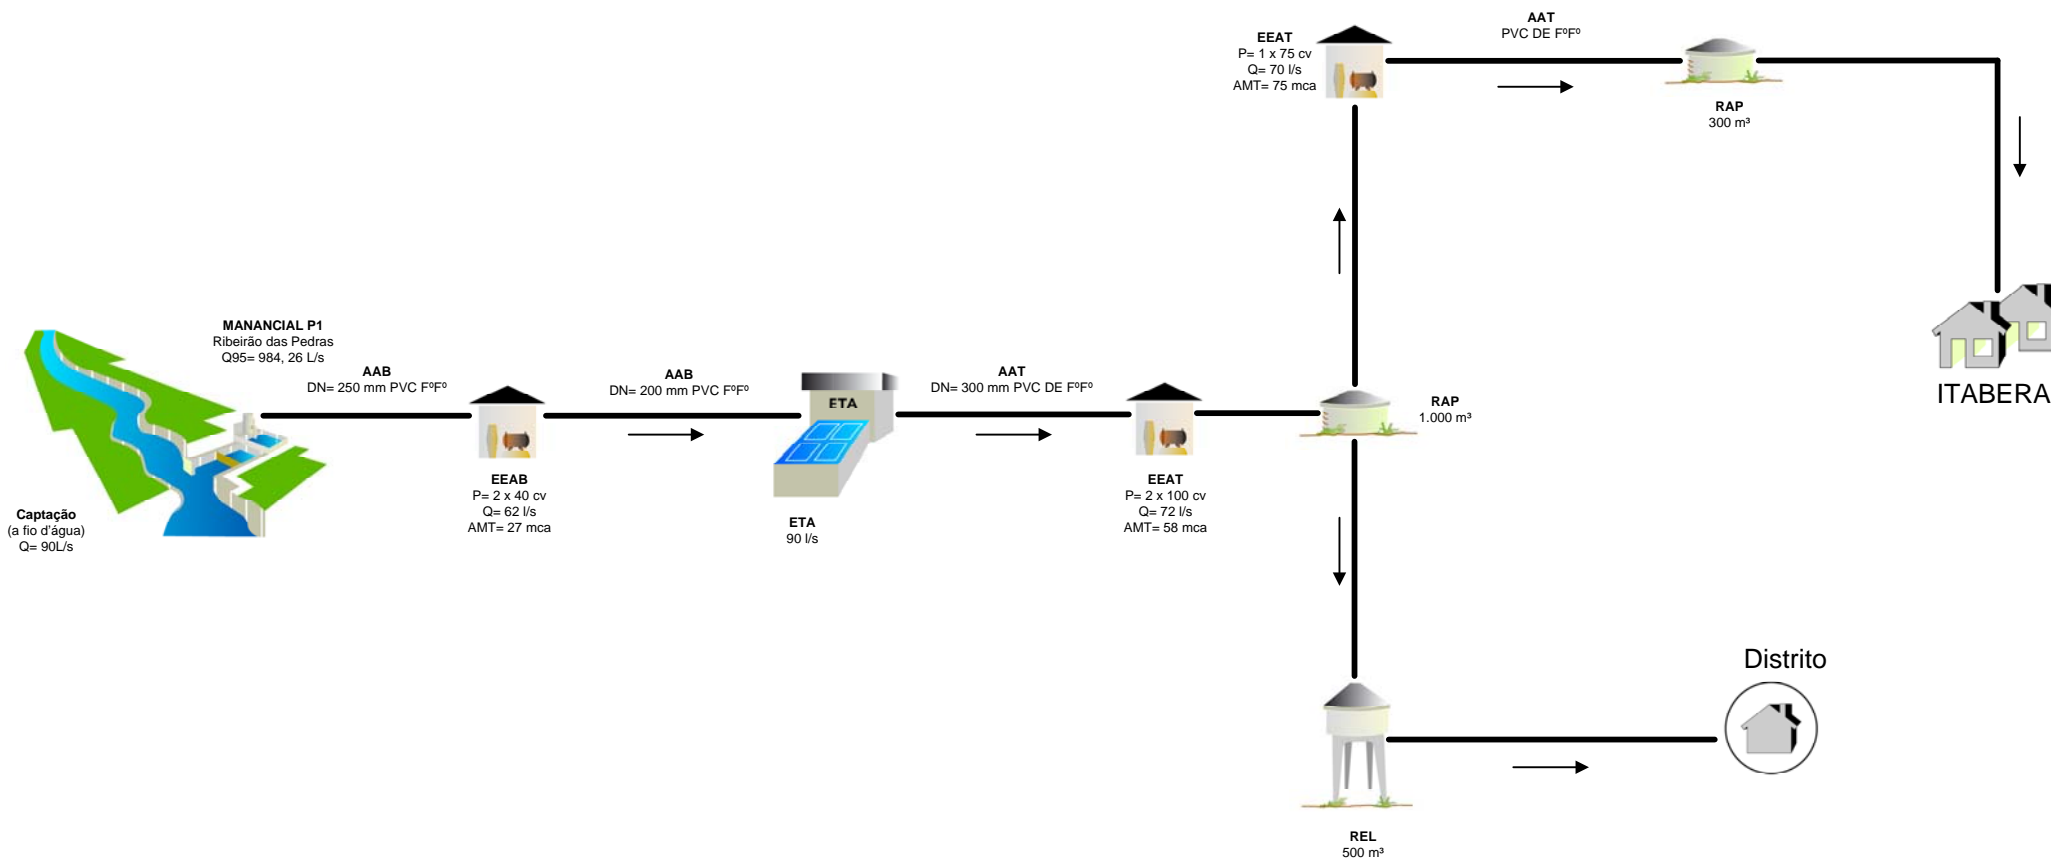 AAT
PVC DE FºFº
EEAT
P= 1 x 75 cv
Q= 70 l/s
AMT= 75 mca
RAP
300 m³
MANANCIAL P1
Ribeirão das Pedras
Q95= 984, 26 L/s
AAB
DN= 250 mm PVC FºFº
AAB
DN= 200 mm PVC FºFº
AAT
DN= 300 mm PVC DE FºFº
ETA
RAP
1.000 m³
ITABERA
Captação
(a fio d'água)
Q= 90L/s
EEAB
P= 2 x 40 cv
Q= 62 l/s
AMT= 27 mca
ETA
90 l/s
EEAT
P= 2 x 100 cv
Q= 72 l/s
AMT= 58 mca
Distrito
REL
500 m³